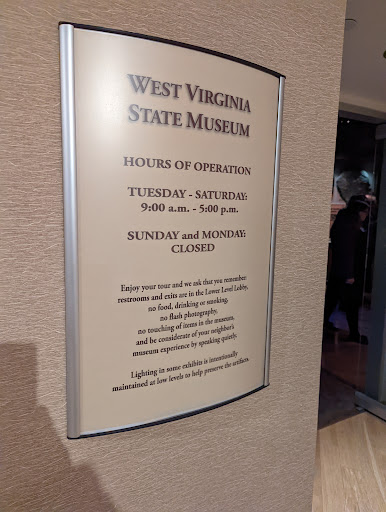 WEST VIRGINIA
STATE MUSEUM
HOURS OF OPERATION
TUESDAY - SATURDAY:
9:00 a.m. - 5:00 p.m.
SUNDAY and MONDAY:
CLOSED
Enjoy your tour and we ask that you remember:
restrooms and exits are in the Lower Level Lobby,
no food, drinking or smoking,
no flash photography,
no touching of items in the museum,
and be considerate of your neighbor's
museum experience by speaking quietly.
Lighting in some exhibits is intentionally
maintained at low levels to help preserve the artifacts.